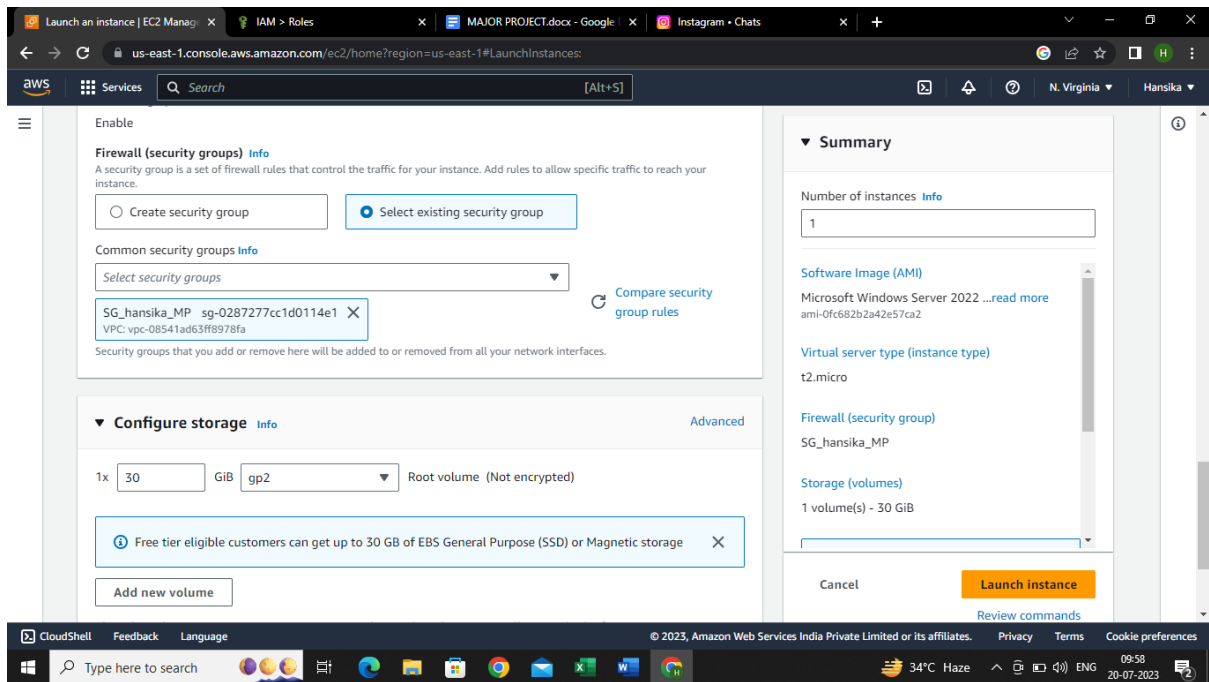 Launch an instance | EC2 Manage
IAM > Roles
MAJOR PROJECT.docx - Google
Instagram • Chats
us-east-1.console.aws.amazon.com/ec2/home?region=us-east-1#LaunchInstances:
H
aws
Services
Search
[Alt+S]
N. Virginia
Hansika
Enable
Firewall (security groups) Info
A security group is a set of firewall rules that control the traffic for your instance. Add rules to allow specific traffic to reach your
instance.
Create security group
Select existing security group
Common security groups Info
Select security groups
SG_hansika_MP sg-0287277cc1d0114e1
VPC: vpc-08541ad63ff8978fa
Compare security
group rules
Security groups that you add or remove here will be added to or removed from all your network interfaces.
Configure storage Info
Advanced
1x 30 GiB gp2 Root volume (Not encrypted)
Free tier eligible customers can get up to 30 GB of EBS General Purpose (SSD) or Magnetic storage
Add new volume
Summary
Number of instances Info
1
Software Image (AMI)
Microsoft Windows Server 2022 ...read more
ami-0fc682b2a42e57ca2
Virtual server type (instance type)
t2.micro
Firewall (security group)
SG_hansika_MP
Storage (volumes)
1 volume(s) - 30 GiB
Cancel
Launch instance
Review commands
CloudShell Feedback Language
© 2023, Amazon Web Services India Private Limited or its affiliates. Privacy Terms Cookie preferences
Type here to search
34°C Haze
ENG
09:58
20-07-2023
2